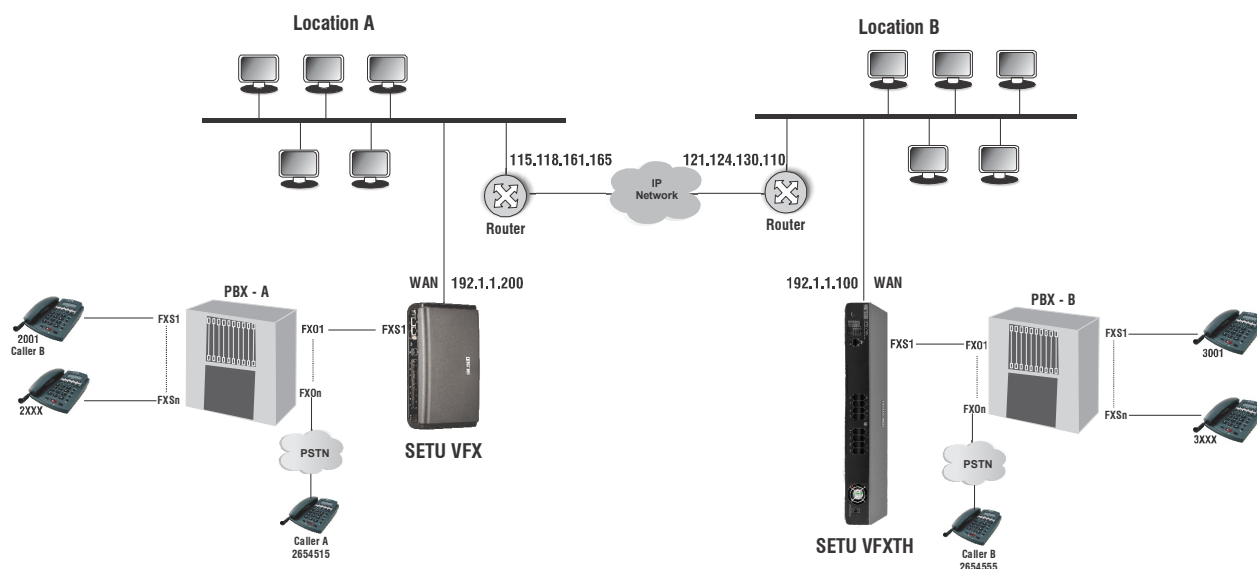 Location A
Location B
115.118.161.165
121.124.130.110
IP
Network
Router
Router
WAN
192.1.1.200
192.1.1.100
WAN
PBX - A
PBX - B
FXS1
FXO1
FXS1
FXS1
FXO1
FXS1
2001
Caller B
3001
FXSn
FXOn
FXOn
FXSn
2XXX
3XXX
SETU VFX
PSTN
PSTN
SETU VFXTH
Caller A
2654515
Caller B
2654555